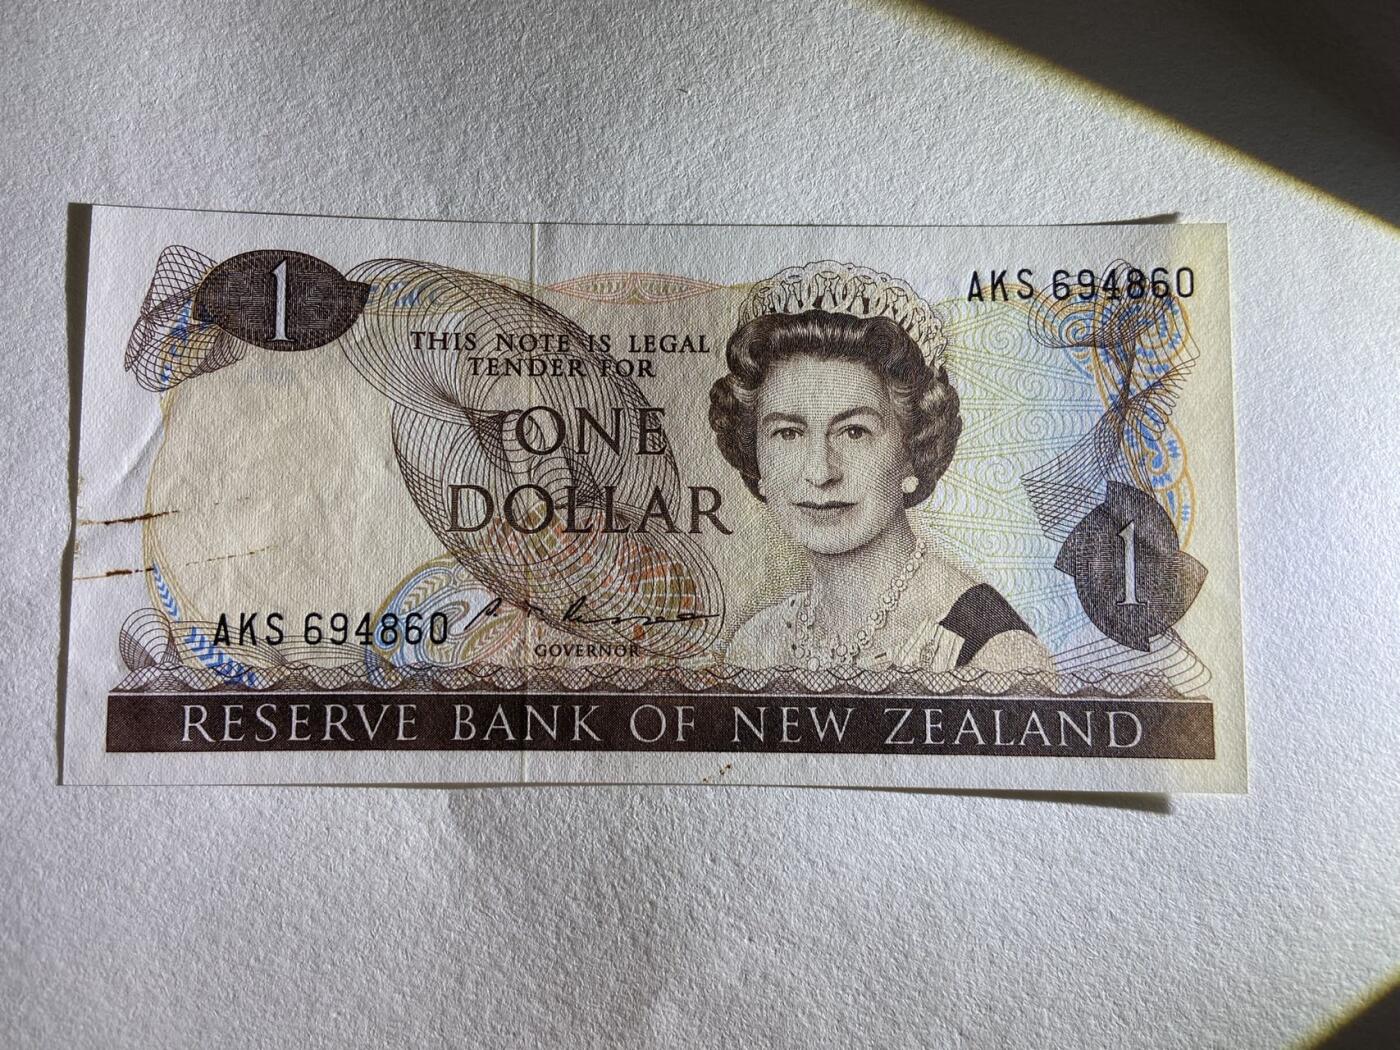 1
AKS 694860
THIS NOTE IS LEGAL
TENDER FOR
ONE
DOLLAR
1
AKS 694860
GOVERNOR
RESERVE BANK OF NEW ZEALAND